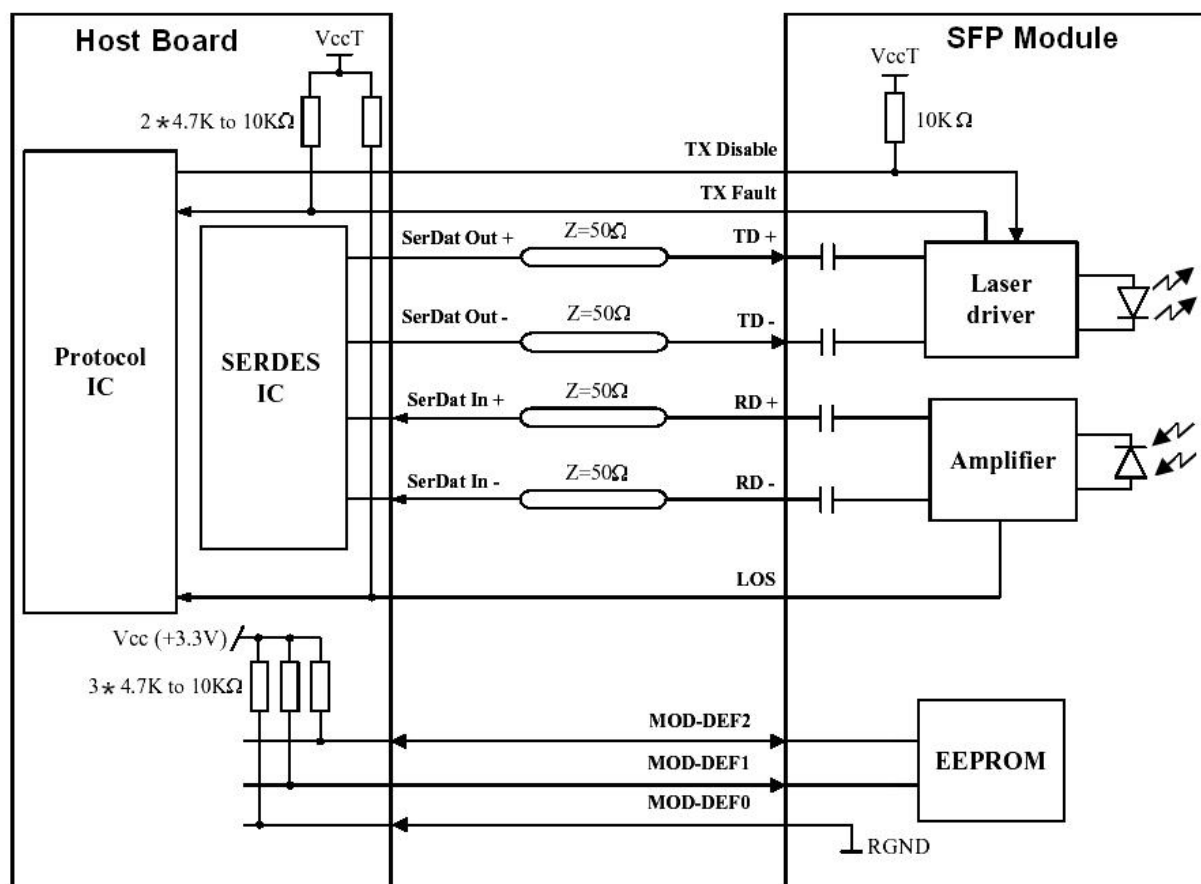 Host Board
SFP Module
VccT
VccT
2*4.7K to 10KΩ
10KΩ
TX Disable
TX Fault
SerDat Out +
Z=50Ω
TD +
Laser
driver
SerDat Out -
Z=50Ω
TD -
Protocol
IC
SERDES
IC
SerDat In +
Z=50Ω
RD +
Amplifier
SerDat In -
Z=50Ω
RD -
LOS
Vcc (+3.3V)
3*4.7K to 10KΩ
MOD-DEF2
MOD-DEF1
MOD-DEF0
EEPROM
RGND